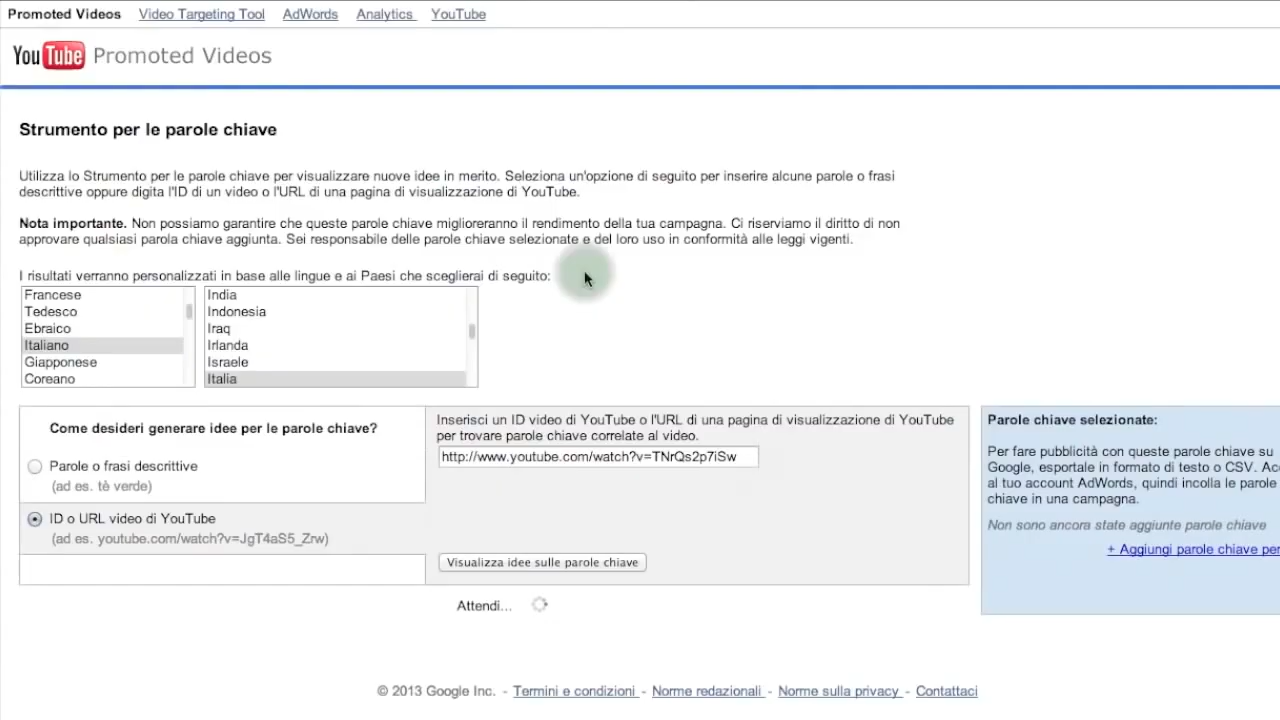 Promoted Videos Video Targeting Tool AdWords Analytics YouTube
YouTube Promoted Videos
Strumento per le parole chiave
Utilizza lo Strumento per le parole chiave per visualizzare nuove idee in merito. Seleziona un'opzione di seguito per inserire alcune parole o frasi
descrittive oppure digita l'ID di un video o l'URL di una pagina di visualizzazione di YouTube.
Nota importante. Non possiamo garantire che queste parole chiave miglioreranno il rendimento della tua campagna. Ci riserviamo il diritto di non
approvare qualsiasi parola chiave aggiunta. Sei responsabile delle parole chiave selezionate e del loro uso in conformità alle leggi vigenti.
I risultati verranno personalizzati in base alle lingue e ai Paesi che sceglierai di seguito:
Francese
Tedesco
Ebraico
Italiano
Giapponese
Coreano
India
Indonesia
Iraq
Irlanda
Israele
Italia
Come desideri generare idee per le parole chiave?
Parole o frasi descrittive
(ad es. tè verde)
ID o URL video di YouTube
(ad es. youtube.com/watch?v=JgT4aS5_Zrw)
Inserisci un ID video di YouTube o l'URL di una pagina di visualizzazione di YouTube
per trovare parole chiave correlate al video.
http://www.youtube.com/watch?v=TNrQs2p7iSw
Visualizza idee sulle parole chiave
Attendi...
Parole chiave selezionate:
Per fare pubblicità con queste parole chiave su
Google, esportale in formato di testo o CSV. Acc
al tuo account AdWords, quindi incolla le parole
chiave in una campagna.
Non sono ancora state aggiunte parole chiave
+ Aggiungi parole chiave per
© 2013 Google Inc. - Termini e condizioni - Norme redazionali - Norme sulla privacy - Contattaci